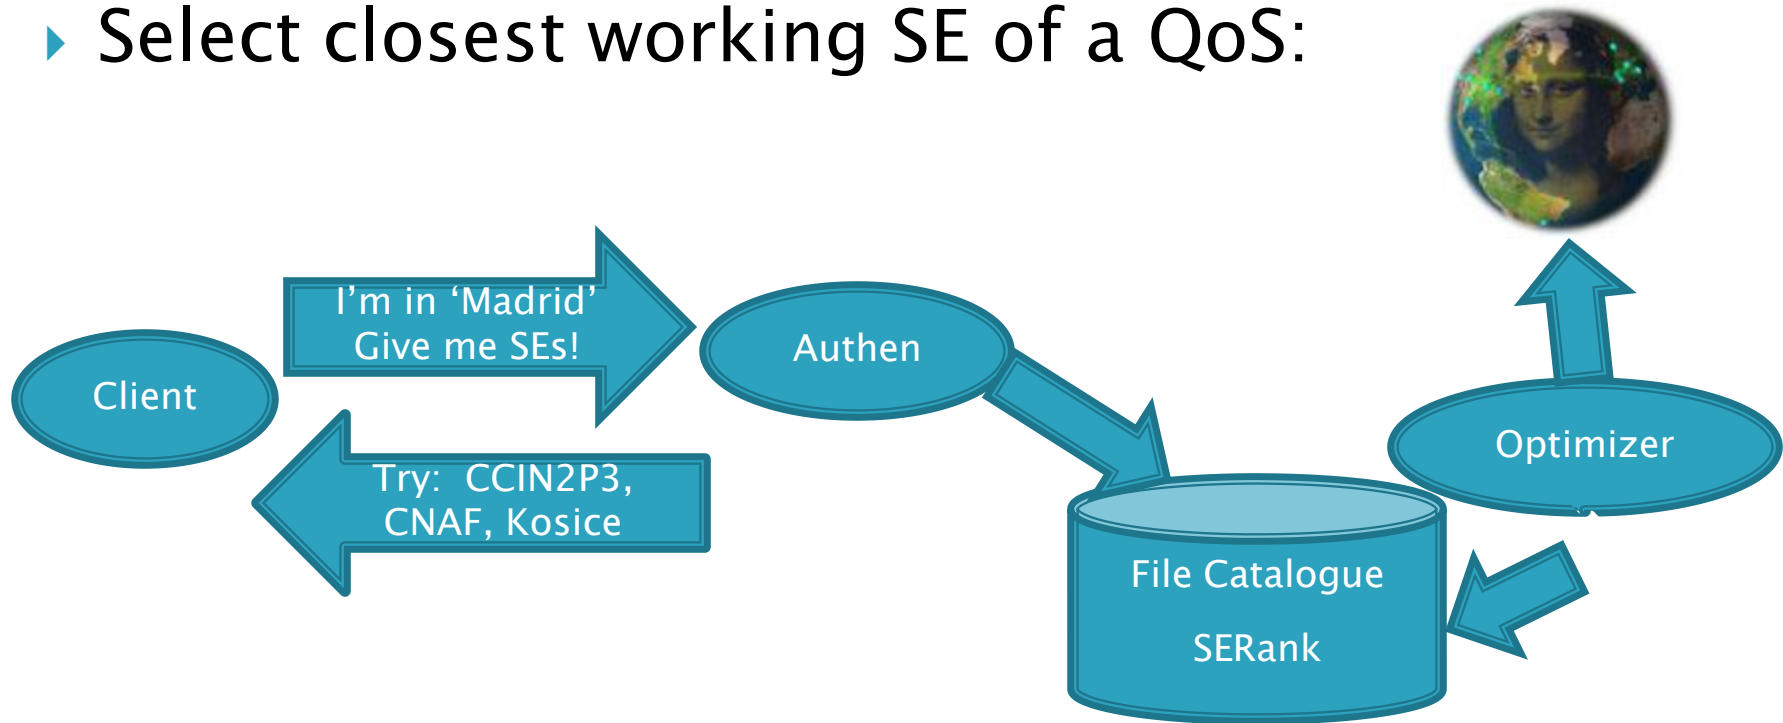 Select closest working SE of a QoS:
I'm in ‘Madrid’
Give me SEs!
Client
Authen
Try:  CCIN2P3,
CNAF, Kosice
Optimizer
File Catalogue
SERank